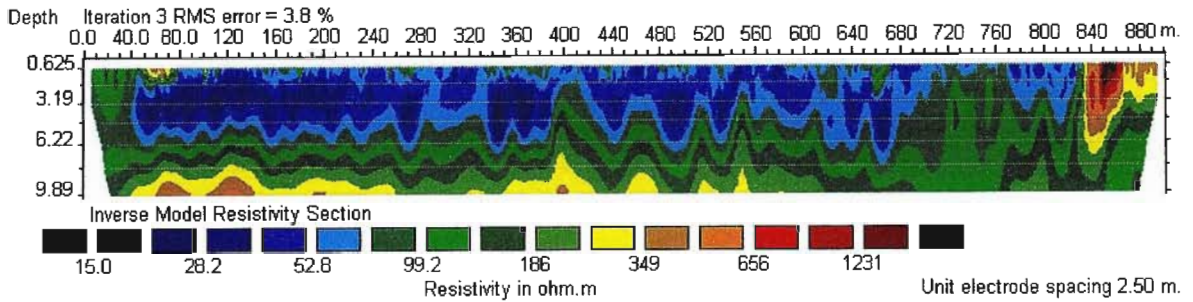 Depth Iteration 3 RMS error = 3.8 %
0.0 40.0 80.0 120 160 200 240 280 320 360 400 440 480 520 560 600 640 680. 720 760 800 840 880 m.
0.625
3.19
6.22
9.89
Inverse Model Resistivity Section
15.0 28.2 52.8 99.2 186 349 656 1231
Resistivity in ohm.m
Unit electrode spacing 2.50 m.